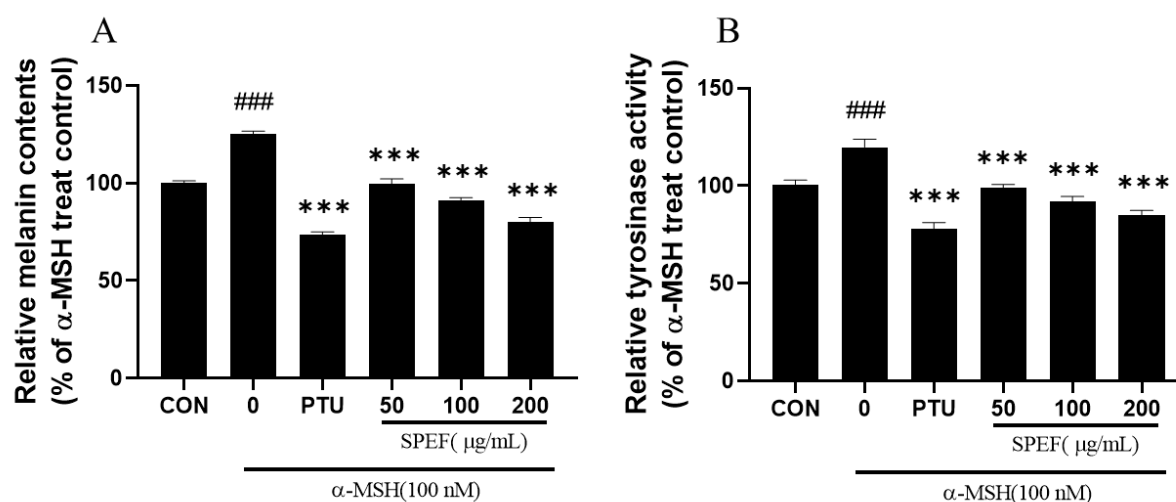 A
Relative melanin contents
(% of α-MSH treat control)
150
100
50
0
###
***
***
***
***
CON
0
PTU
50
100
200
SPEF( μg/mL)
α-MSH(100 nM)
B
Relative tyrosinase activity
(% of α-MSH treat control)
150
100
50
0
###
***
***
***
***
CON
0
PTU
50
100
200
SPEF( μg/mL)
α-MSH(100 nM)